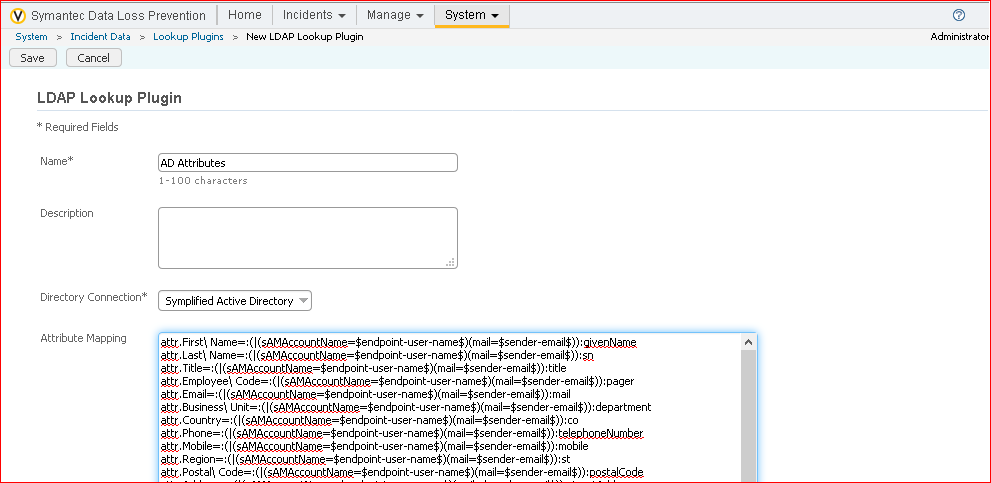 Symantec Data Loss Prevention Home Incidents Manage System
System > Incident Data > Lookup Plugins > New LDAP Lookup Plugin Administrator
Save Cancel
LDAP Lookup Plugin
* Required Fields
Name* AD Attributes
1-100 characters
Description
Directory Connection* Symplified Active Directory
Attribute Mapping
attr.First\ Name=:(|(sAMAccountName=$endpoint-user-name$)(mail=$sender-email$)):givenName
attr.Last\ Name=:(|(sAMAccountName=$endpoint-user-name$)(mail=$sender-email$)):sn
attr.Title=:(|(sAMAccountName=$endpoint-user-name$)(mail=$sender-email$)):title
attr.Employee\ Code=:(|(sAMAccountName=$endpoint-user-name$)(mail=$sender-email$)):pager
attr.Email=:(|(sAMAccountName=$endpoint-user-name$)(mail=$sender-email$)):mail
attr.Business\ Unit=:(|(sAMAccountName=$endpoint-user-name$)(mail=$sender-email$)):department
attr.Country=:(|(sAMAccountName=$endpoint-user-name$)(mail=$sender-email$)):co
attr.Phone=:(|(sAMAccountName=$endpoint-user-name$)(mail=$sender-email$)):telephoneNumber
attr.Mobile=:(|(sAMAccountName=$endpoint-user-name$)(mail=$sender-email$)):mobile
attr.Region=:(|(sAMAccountName=$endpoint-user-name$)(mail=$sender-email$)):st
attr.Postal\ Code=:(|(sAMAccountName=$endpoint-user-name$)(mail=$sender-email$)):postalCode